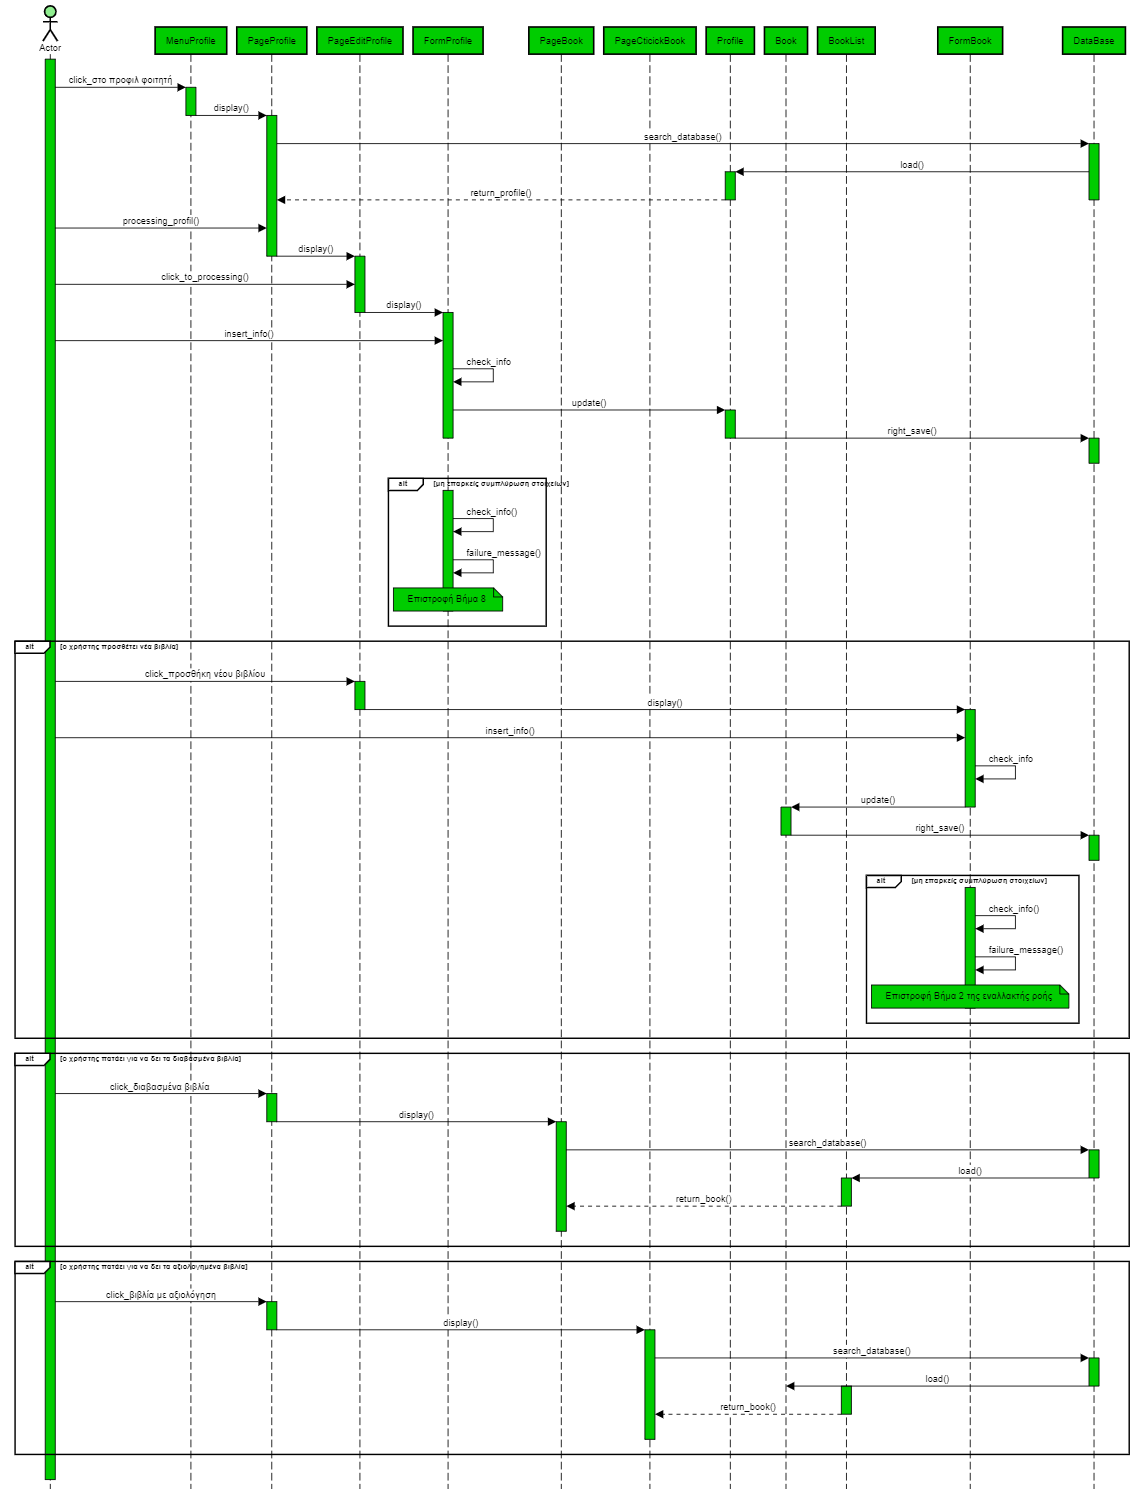 Actor
MenuProfile
PageProfile
PageEditProfile
FormProfile
PageBook
PageCticickBook
Profile
Book
BookList
FormBook
DataBase
click_στο προφιλ φοιτητή
display()
search_database()
load()
return_profile()
processing_profil()
display()
click_to_processing()
display()
insert_info()
check_info
update()
right_save()
alt [μη επαρκείς συμπλύρωση στοιχείων]
check_info()
failure_message()
Επιστροφή Βήμα 8
alt [ο χρήστης προσθέτει νέα βιβλία]
click_προσθήκη νέου βιβλίου
display()
insert_info()
check_info
update()
right_save()
alt [μη επαρκείς συμπλύρωση στοιχείων]
check_info()
failure_message()
Επιστροφή Βήμα 2 της εναλλακτής ροής
alt [ο χρήστης πατάει για να δει τα διαβασμένα βιβλία]
click_διαβασμένα βιβλία
display()
search_database()
load()
return_book()
alt [ο χρήστης πατάει για να δει τα αξιολογημένα βιβλία]
click_βιβλία με αξιολόγηση
display()
search_database()
load()
return_book()